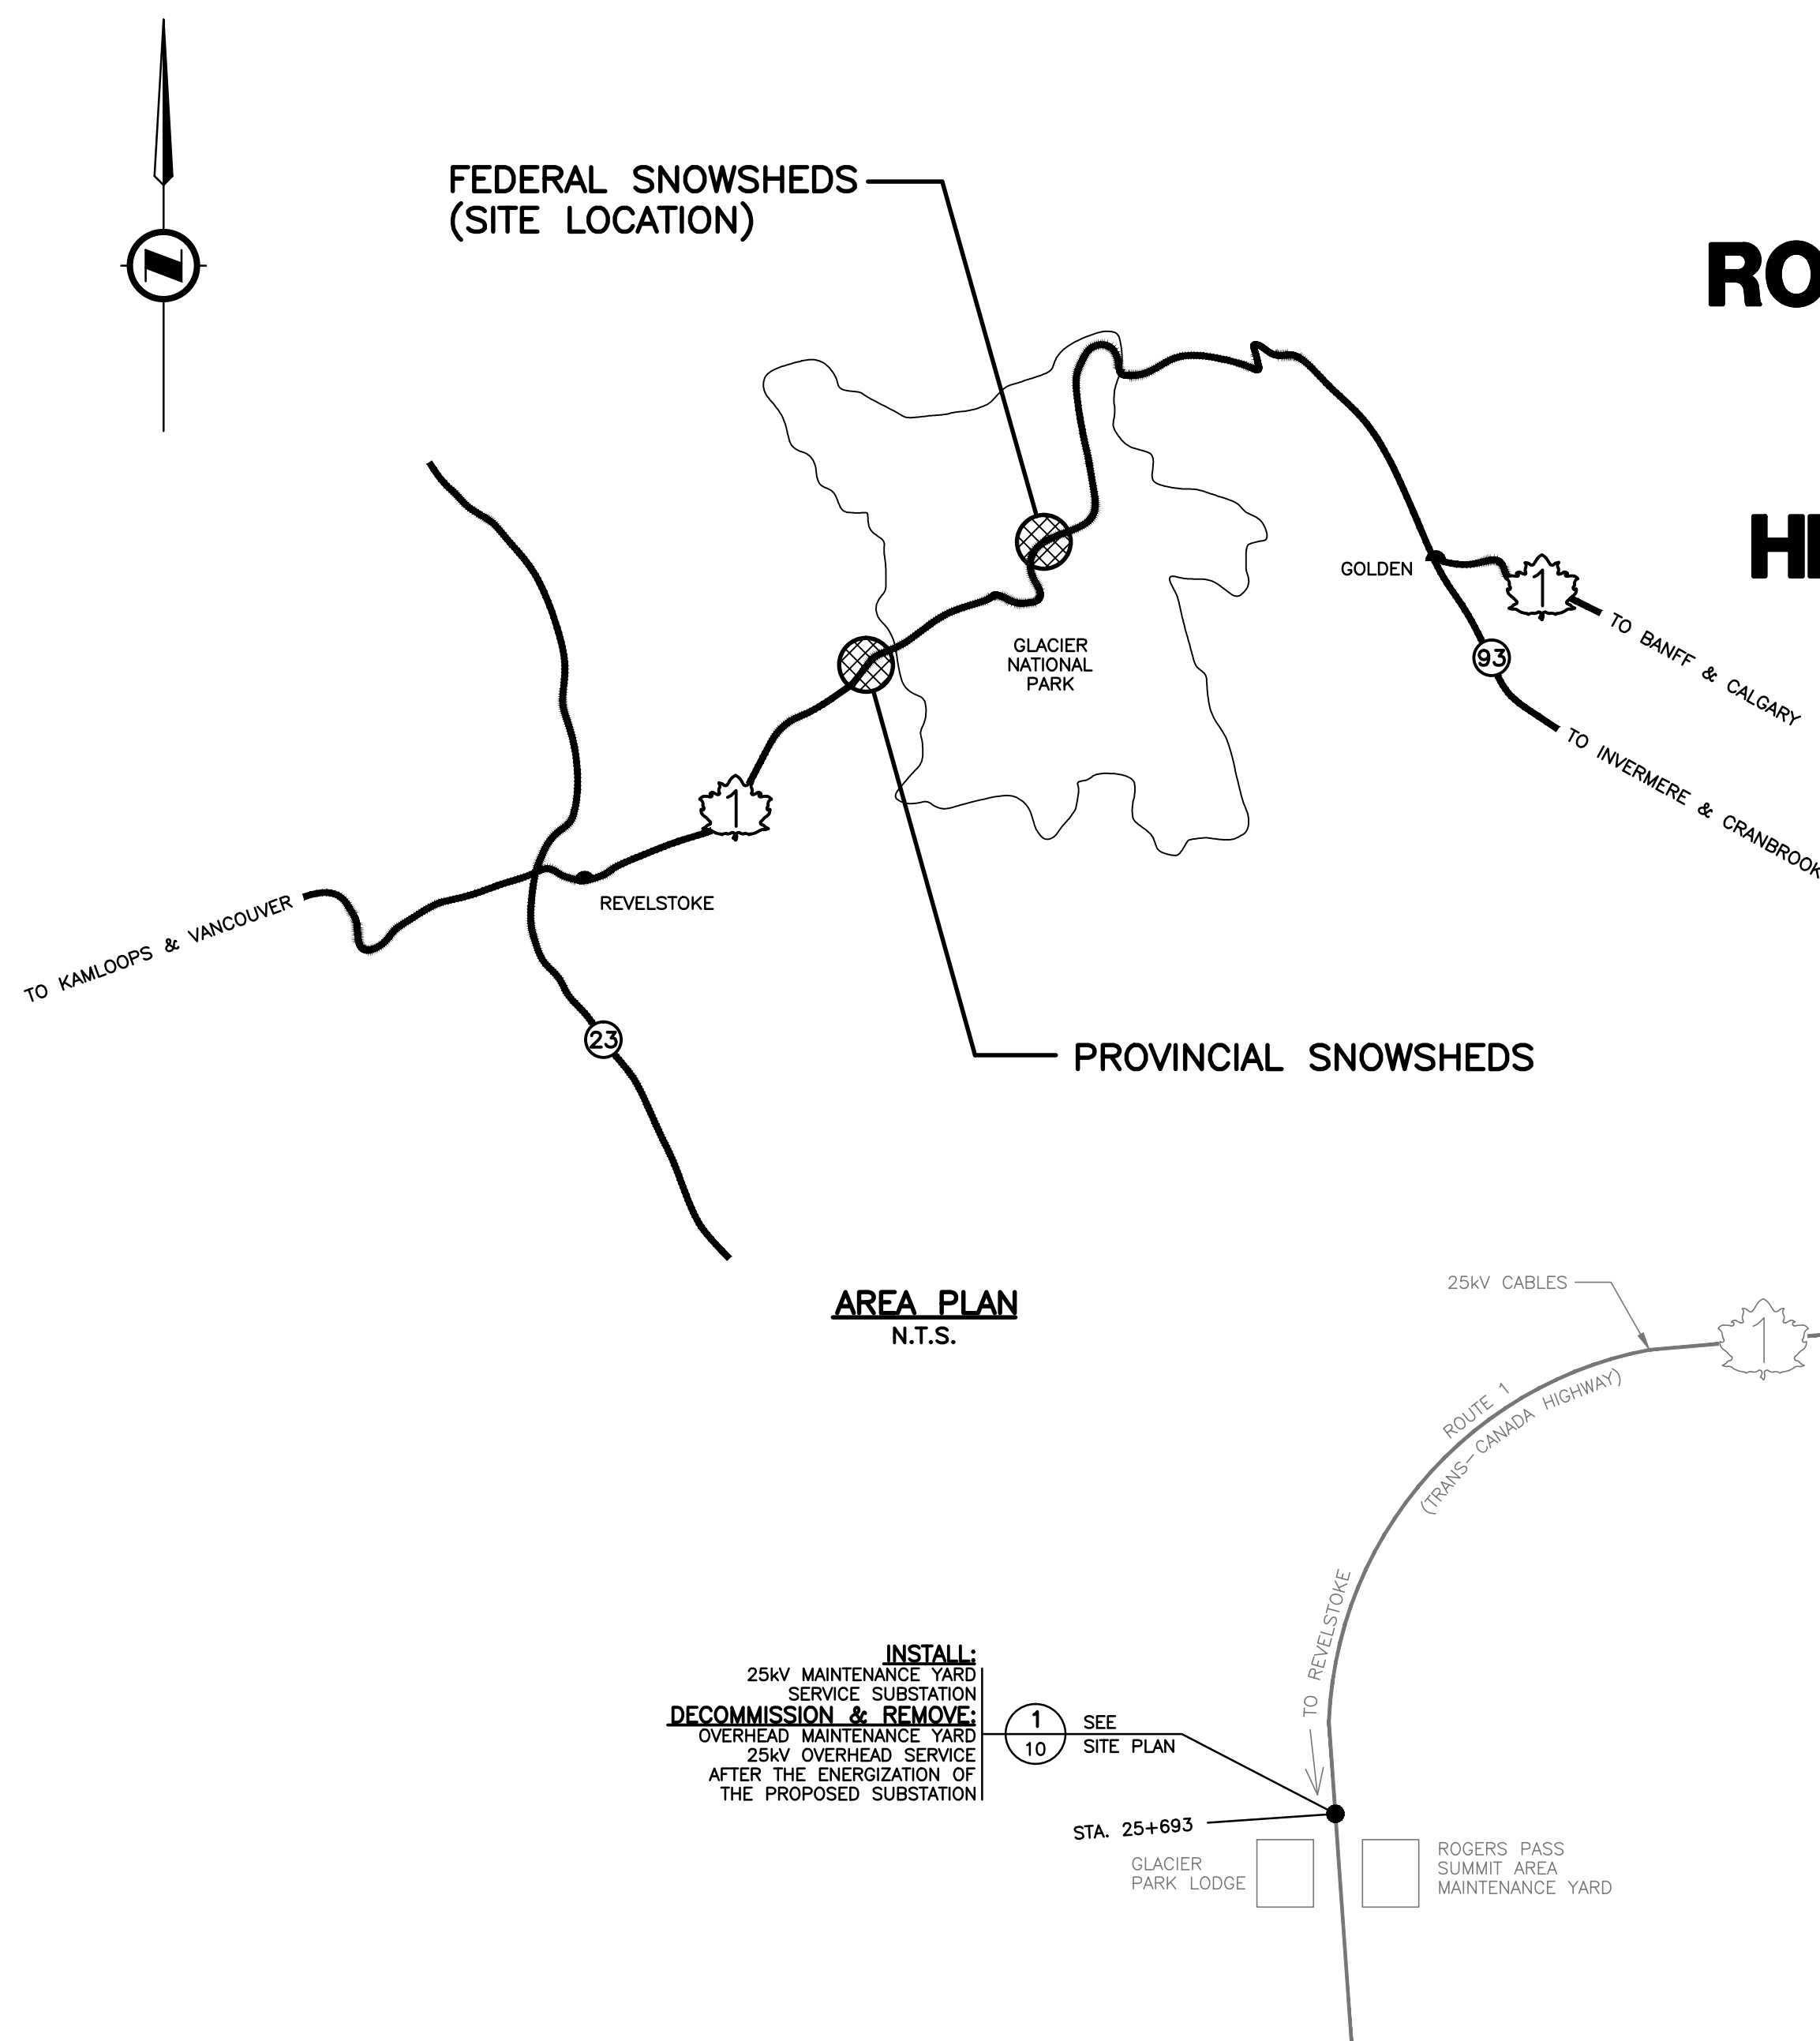 FEDERAL SNOWSHEDS
(SITE LOCATION)
N
RO
HI
GOLDEN
1
TO BANFF & CALGARY
93
TO INVERMERE & CRANBROOK
GLACIER
NATIONAL
PARK
1
REVELSTOKE
TO KAMLOOPS & VANCOUVER
23
PROVINCIAL SNOWSHEDS
AREA PLAN
N.T.S.
25kV CABLES
1
ROUTE 1
(TRANS-CANADA HIGHWAY)
TO REVELSTOKE
INSTALL:
25kV MAINTENANCE YARD
SERVICE SUBSTATION
DECOMMISSION & REMOVE:
OVERHEAD MAINTENANCE YARD
25kV OVERHEAD SERVICE
AFTER THE ENERGIZATION OF
THE PROPOSED SUBSTATION
1
10
SEE
SITE PLAN
STA. 25+693
GLACIER
PARK LODGE
ROGERS PASS
SUMMIT AREA
MAINTENANCE YARD